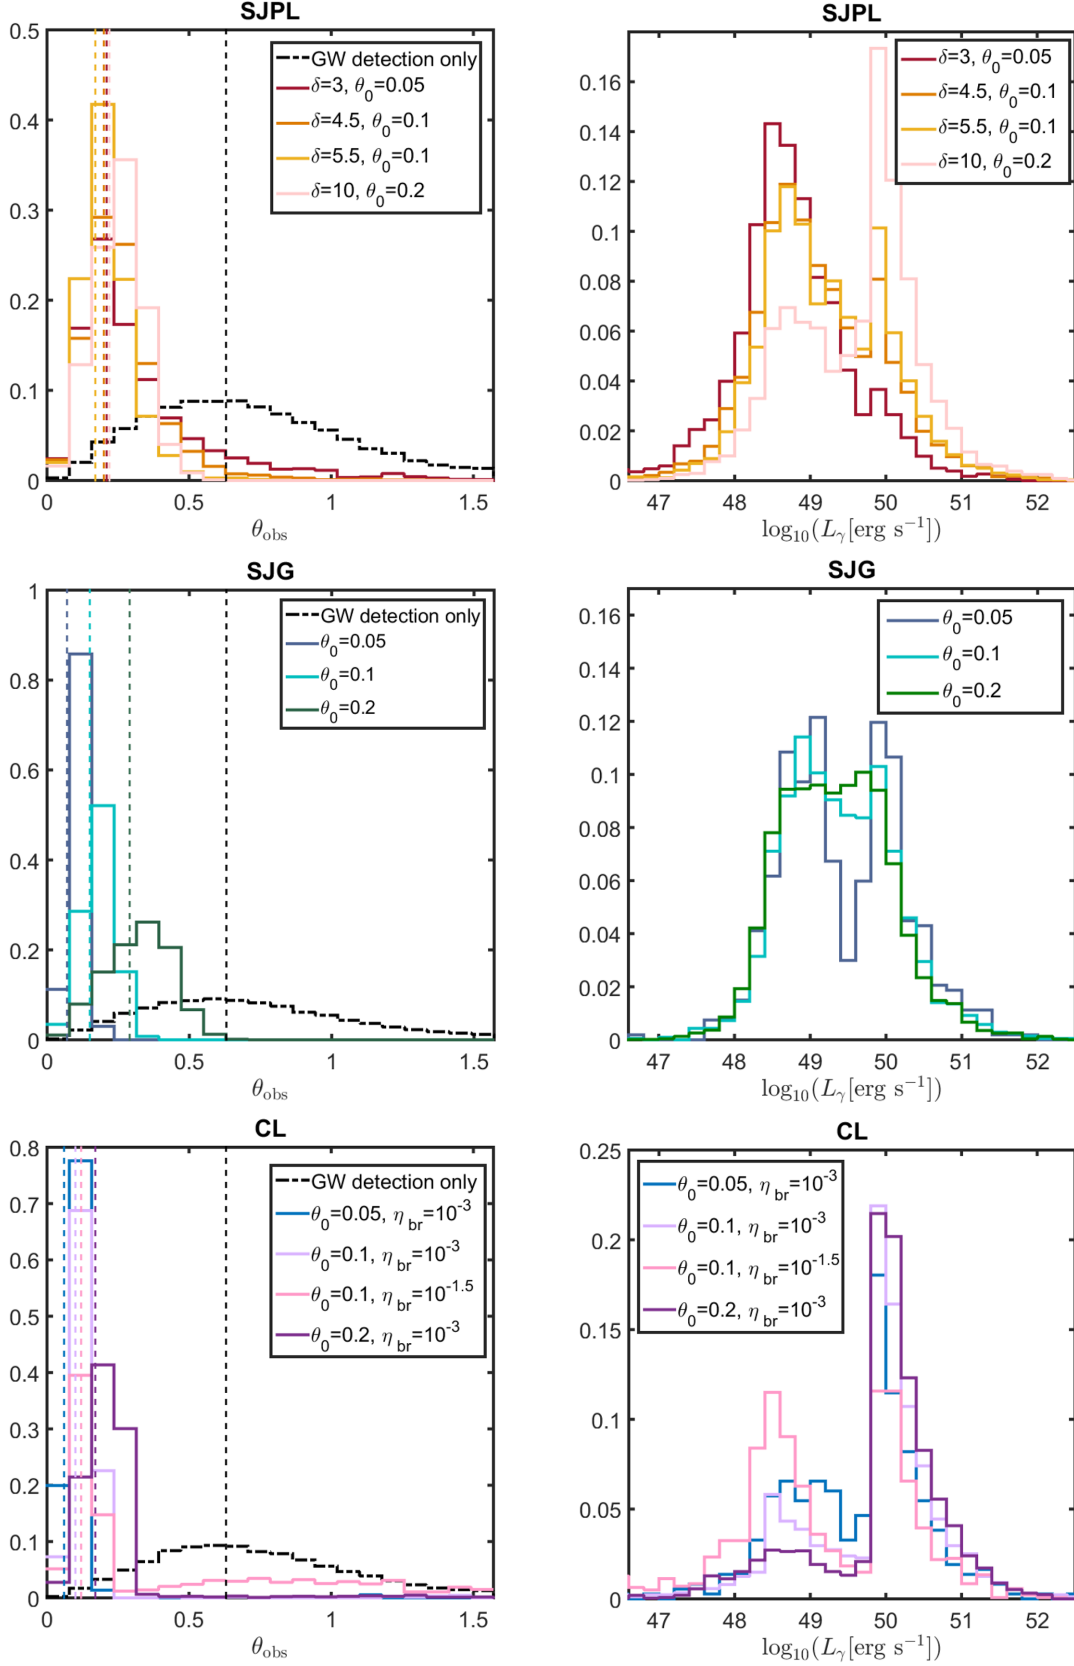 SJPL
0.5
0.4
0.3
0.2
0.1
0
GW detection only
δ=3, θ0=0.05
δ=4.5, θ0=0.1
δ=5.5, θ0=0.1
δ=10, θ0=0.2
0 0.5 1 1.5
θobs
SJPL
0.16
0.14
0.12
0.1
0.08
0.06
0.04
0.02
0
δ=3, θ0=0.05
δ=4.5, θ0=0.1
δ=5.5, θ0=0.1
δ=10, θ0=0.2
47 48 49 50 51 52
log10(Lγ[erg s−1])
SJG
1
0.8
0.6
0.4
0.2
0
GW detection only
θ0=0.05
θ0=0.1
θ0=0.2
0 0.5 1 1.5
θobs
SJG
0.16
0.14
0.12
0.1
0.08
0.06
0.04
0.02
0
θ0=0.05
θ0=0.1
θ0=0.2
47 48 49 50 51 52
log10(Lγ[erg s−1])
CL
0.8
0.7
0.6
0.5
0.4
0.3
0.2
0.1
0
GW detection only
θ0=0.05, ηbr=10-3
θ0=0.1, ηbr=10-3
θ0=0.1, ηbr=10-1.5
θ0=0.2, ηbr=10-3
0 0.5 1 1.5
θobs
CL
0.25
0.2
0.15
0.1
0.05
0
θ0=0.05, ηbr=10-3
θ0=0.1, ηbr=10-3
θ0=0.1, ηbr=10-1.5
θ0=0.2, ηbr=10-3
47 48 49 50 51 52
log10(Lγ[erg s−1])